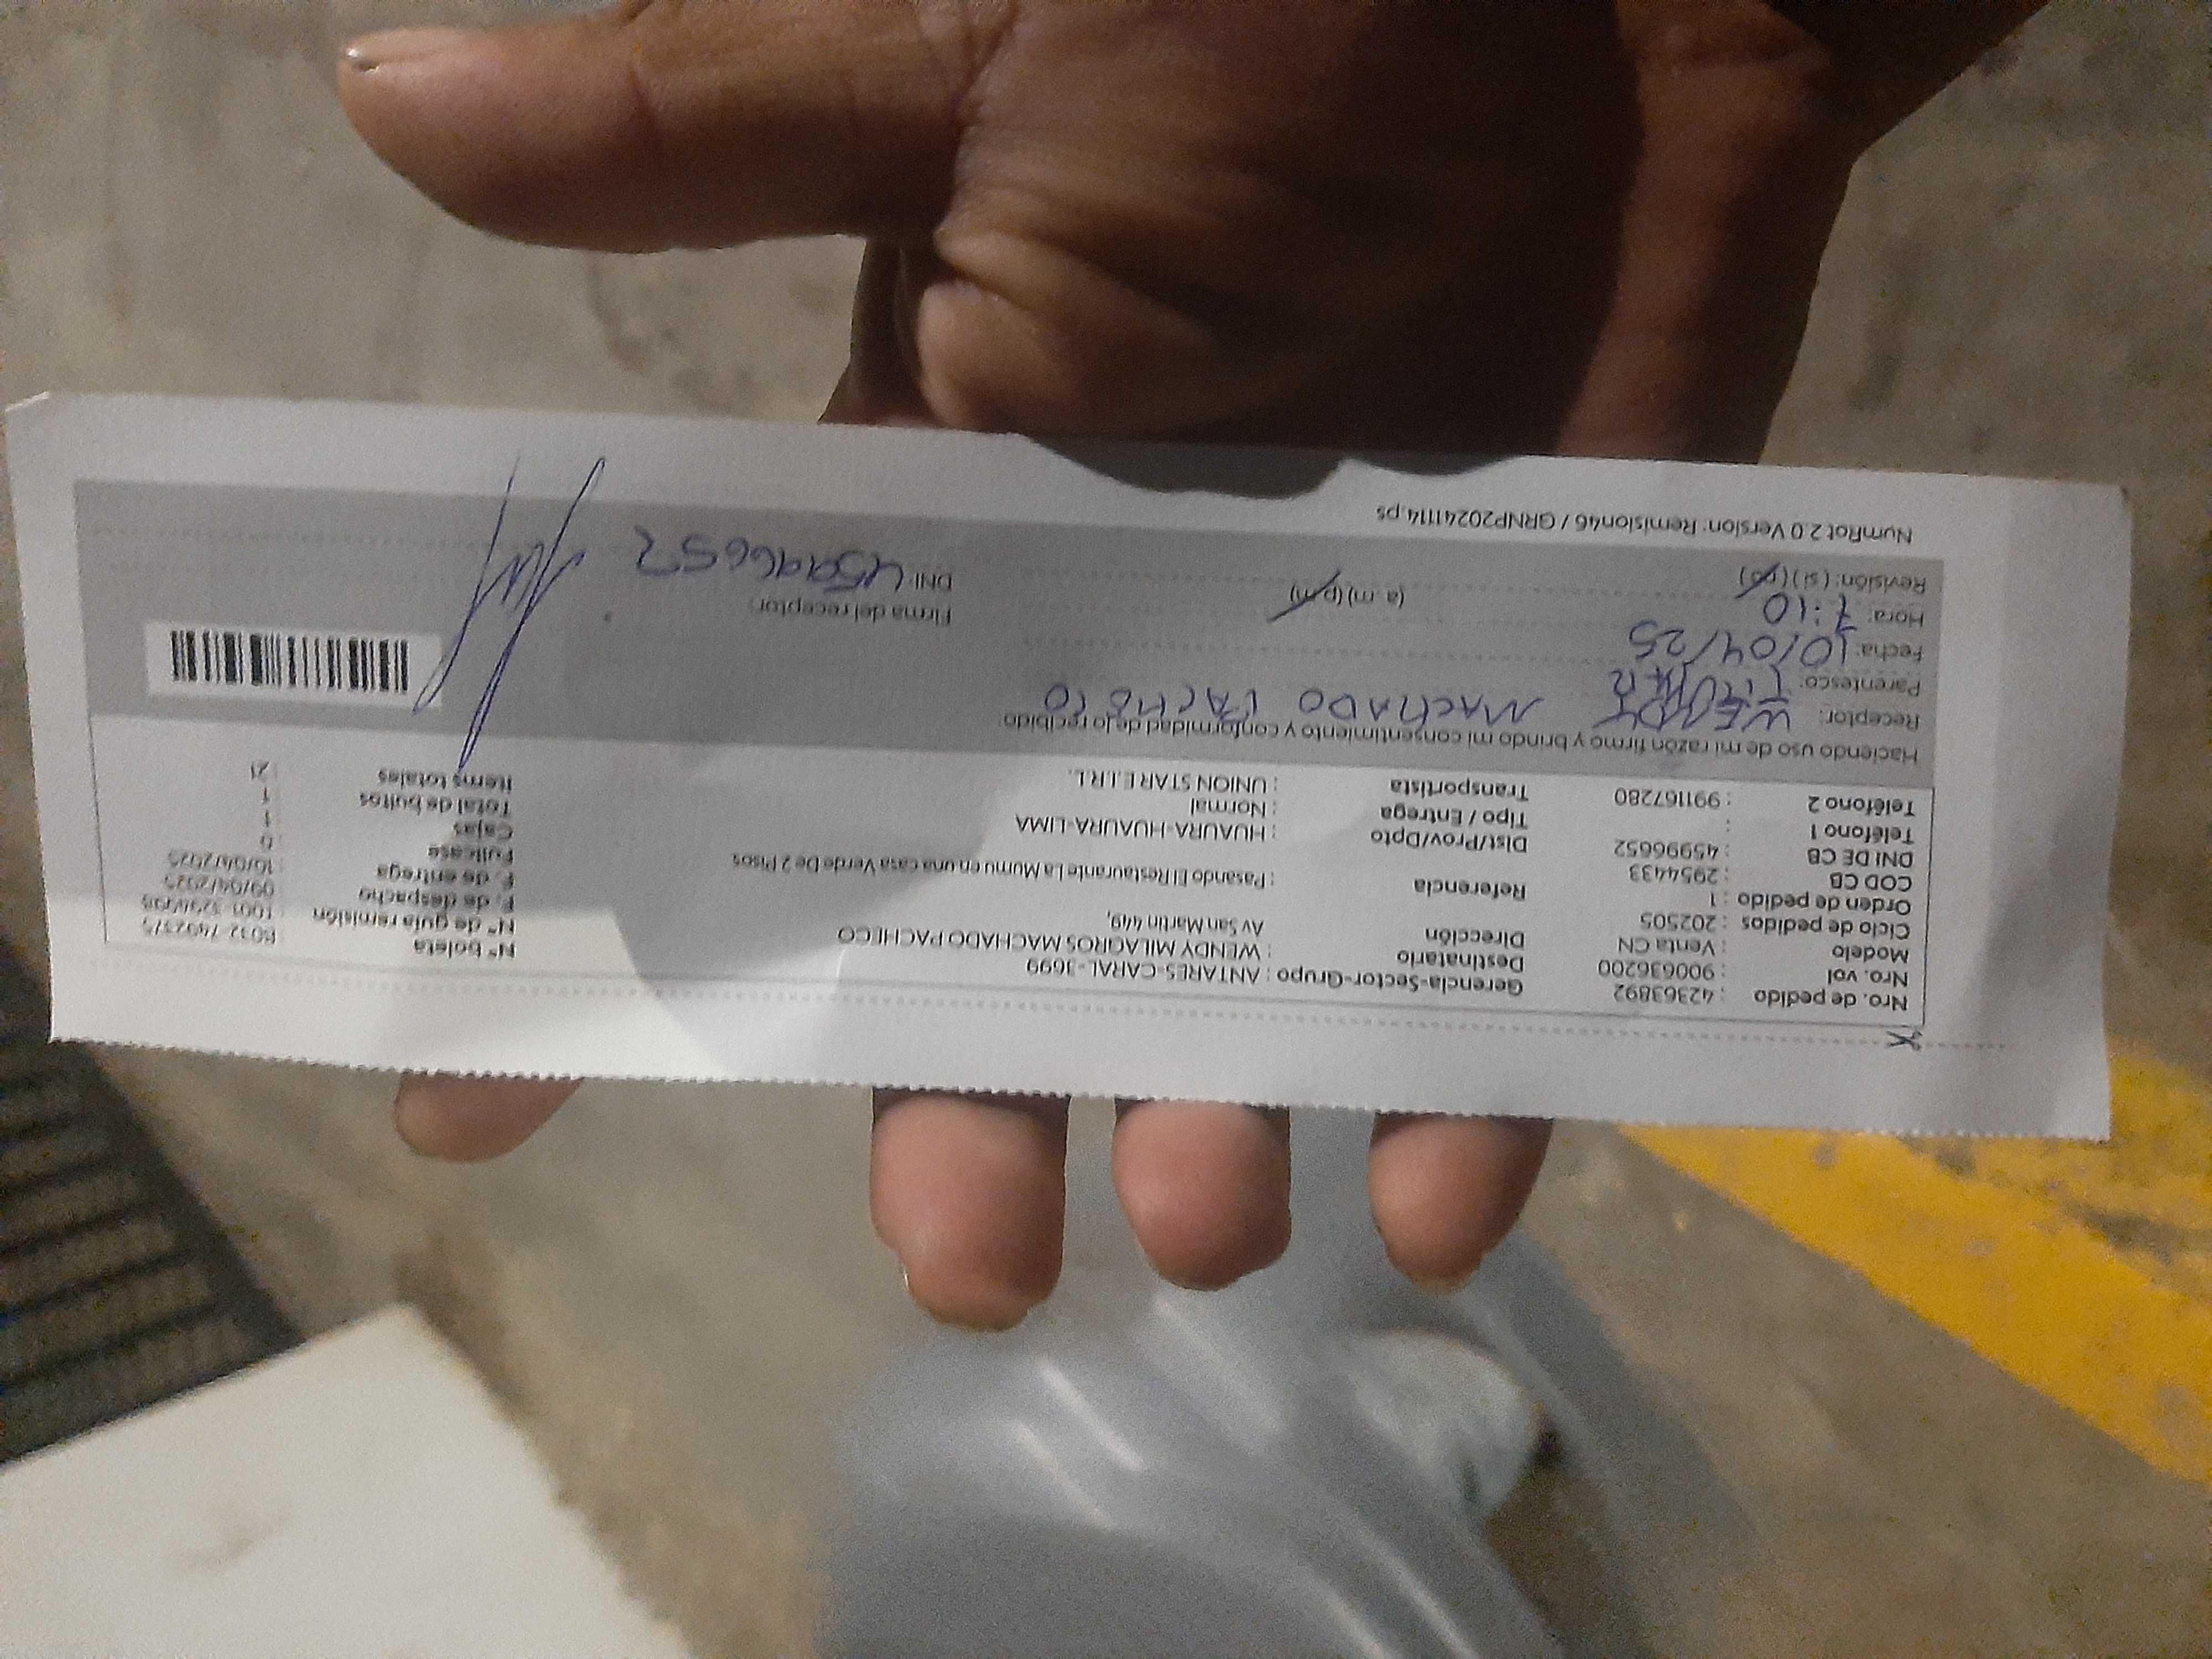 Nro. de pedido : 42363892
Nro. vol : 900636200
Modelo : Venta CN
Ciclo de pedidos : 202505
Orden de pedido : 1
COD CB : 2954433
DNI DE CB : 45996652
Teléfono 1 :
Teléfono 2 : 991167280
Gerencia-Sector-Grupo : ANTARES-CARAL-3699
Destinatario : WENDY MILAGROS MACHADO PACHECO
Dirección Av San Martin 449,
Referencia : Pasando El Restaurante La Mumu en una casa Verde De 2 Pisos
Dist/Prov/Dpto : HUAURA-HUAURA-LIMA
Tipo / Entrega : Normal
Transportista : UNION STAR E.I.R.L.
N° boleta
N° de guía remisión
F. de despacho : 09/04/2025
F. de entrega : 10/04/2025
Fullcase : 0
Cajas : 1
Total de bultos : 1
Items totales : 21
Haciendo uso de mi razón firmo y brindo mi consentimiento y conformidad de lo recibido:
Receptor: WENDY MACHADO PACHECO
Parentesco:
Fecha: 10/04/25
Hora: 7:10 (a.m) (p.m)
Revisión: (si) (no)
Firma del receptor:
DNI: 45996652
NumRot 2.0 Version: Remision46 / GRNP20241114.ps